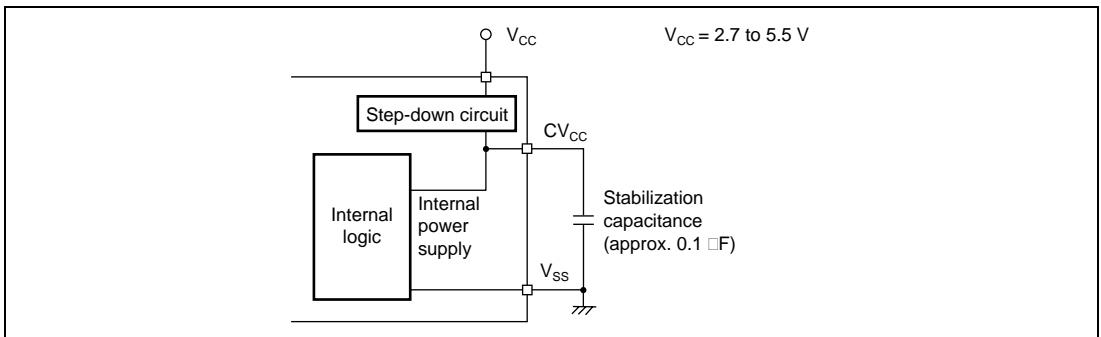 V_CC
V_CC = 2.7 to 5.5 V
Step-down circuit
CV_CC
Internal
logic
Internal
power
supply
Stabilization
capacitance
(approx. 0.1 □F)
V_SS